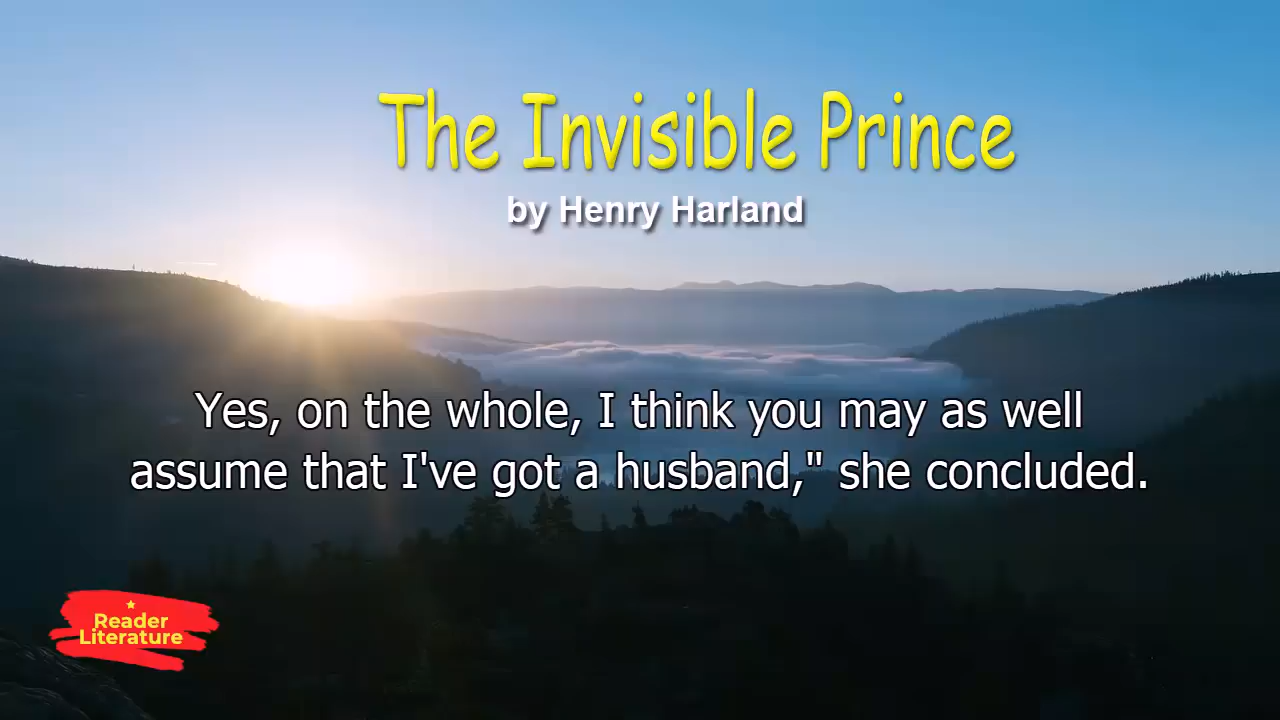 The Invisible Prince
by Henry Harland
Yes, on the whole, I think you may as well
assume that I've got a husband," she concluded.
Reader
Literature